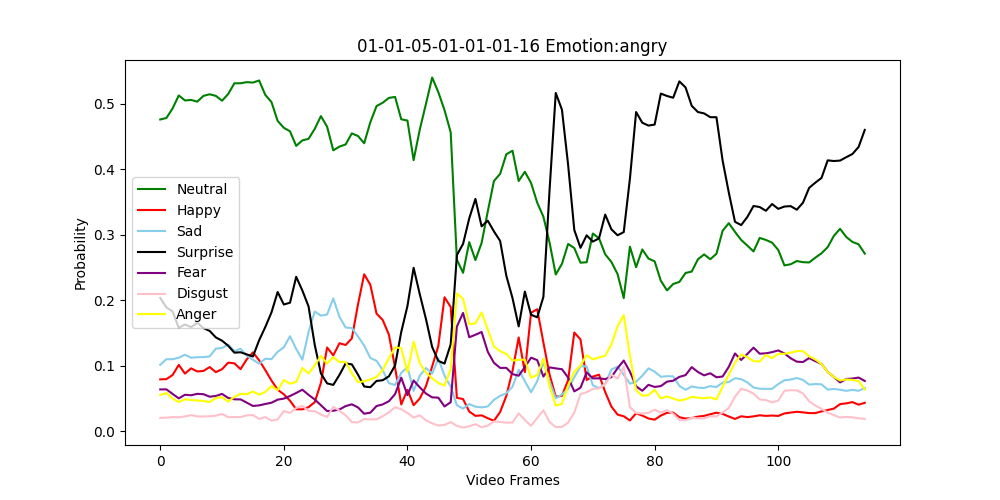 01-01-05-01-01-01-16 Emotion:angry
Probability
0.5
0.4
0.3
0.2
0.1
0.0
Neutral
Happy
Sad
Surprise
Fear
Disgust
Anger
0 20 40 60 80 100
Video Frames